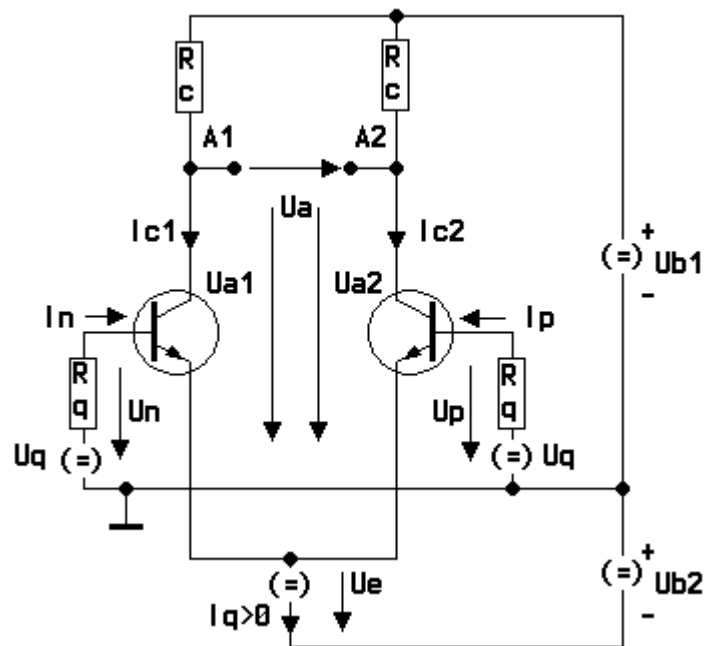 R
c
R
c
A1
A2
Ua
Ic1
Ic2
+
(=)
Ub1
-
Ua1
Ua2
In
Ip
R
q
Un
Up
R
q
Uq
(=)
(=)
Uq
(=)
Ue
Iq>0
+
(=)
Ub2
-